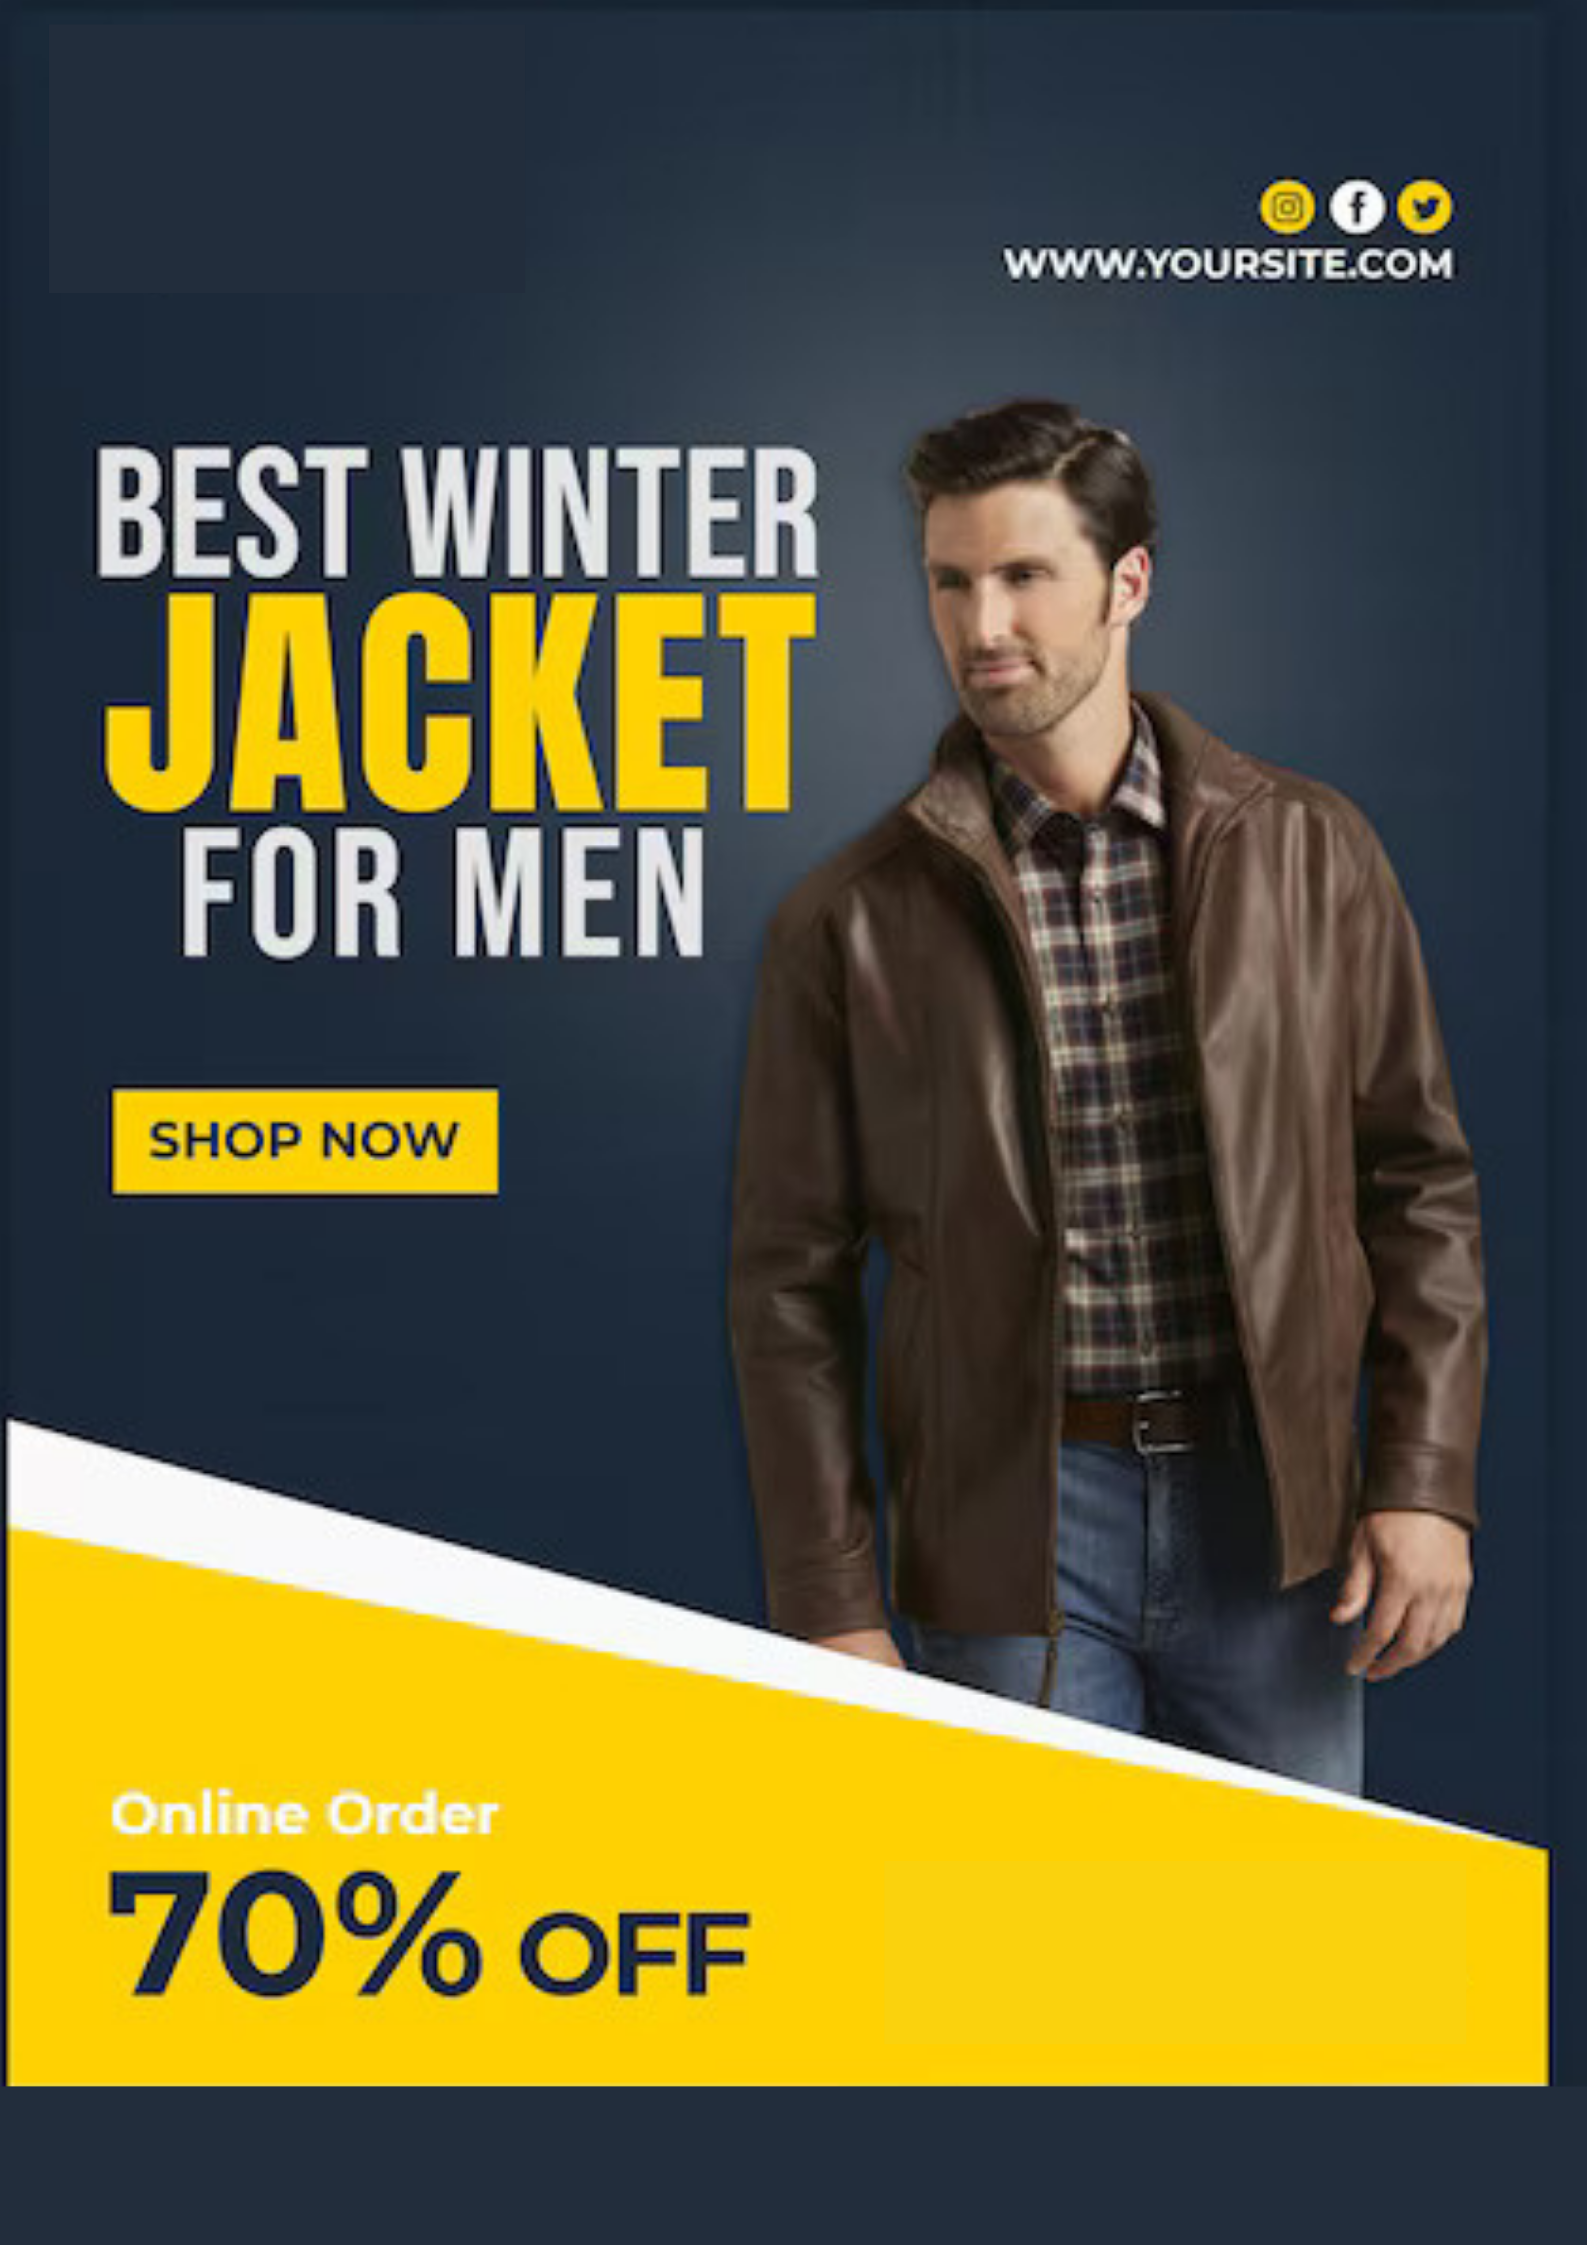 WWW.YOURSITE.COM
BEST WINTER
JACKET
FOR MEN
SHOP NOW
Online Order
70% OFF